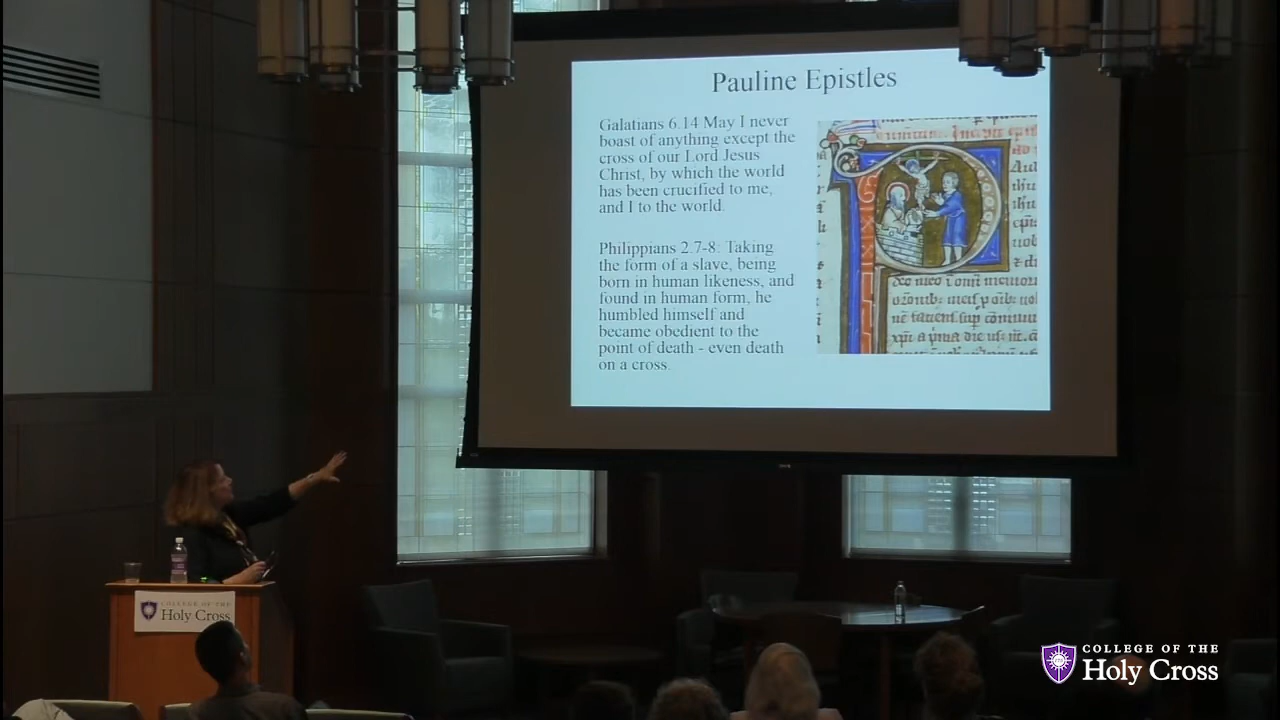 Pauline Epistles
Galatians 6.14 May I never
boast of anything except the
cross of our Lord Jesus
Christ, by which the world
has been crucified to me,
and I to the world.
Philippians 2.7-8: Taking
the form of a slave, being
born in human likeness, and
found in human form, he
humbled himself and
became obedient to the
point of death - even death
on a cross.
COLLEGE OF THE
Holy Cross
COLLEGE OF THE
Holy Cross